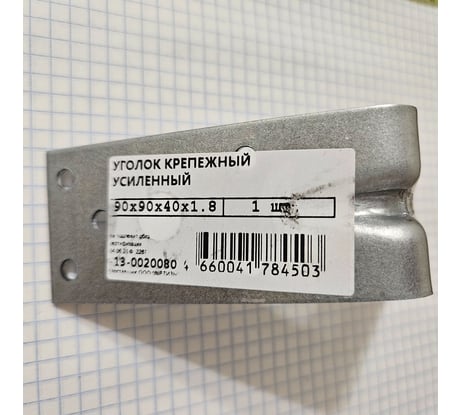 УГОЛОК КРЕПЕЖНЫЙ
УСИЛЕННЫЙ
90x90x40x1.8 1 шт
13-0020080
4 660041 784503